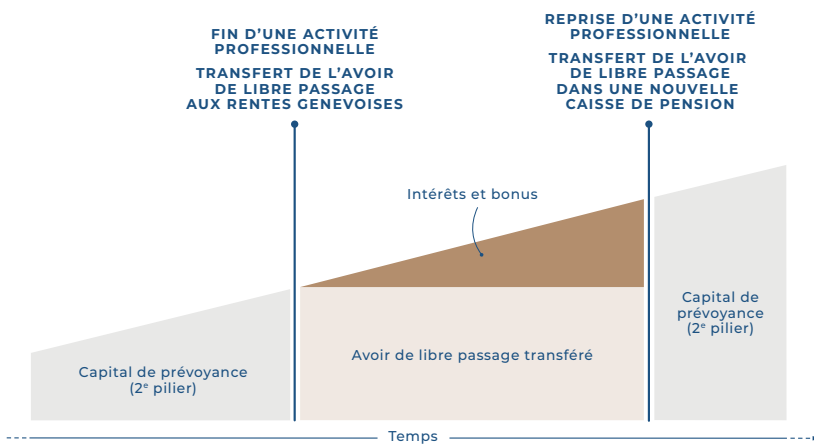 FIN D’UNE ACTIVITÉ
PROFESSIONNELLE
TRANSFERT DE L’AVOIR
DE LIBRE PASSAGE
AUX RENTES GENEVOISES
REPRISE D’UNE ACTIVITÉ
PROFESSIONNELLE
TRANSFERT DE L’AVOIR
DE LIBRE PASSAGE
DANS UNE NOUVELLE
CAISSE DE PENSION
Intérêts et bonus
Capital de prévoyance
(2ᵉ pilier)
Avoir de libre passage transféré
Capital de
prévoyance
(2ᵉ pilier)
Temps